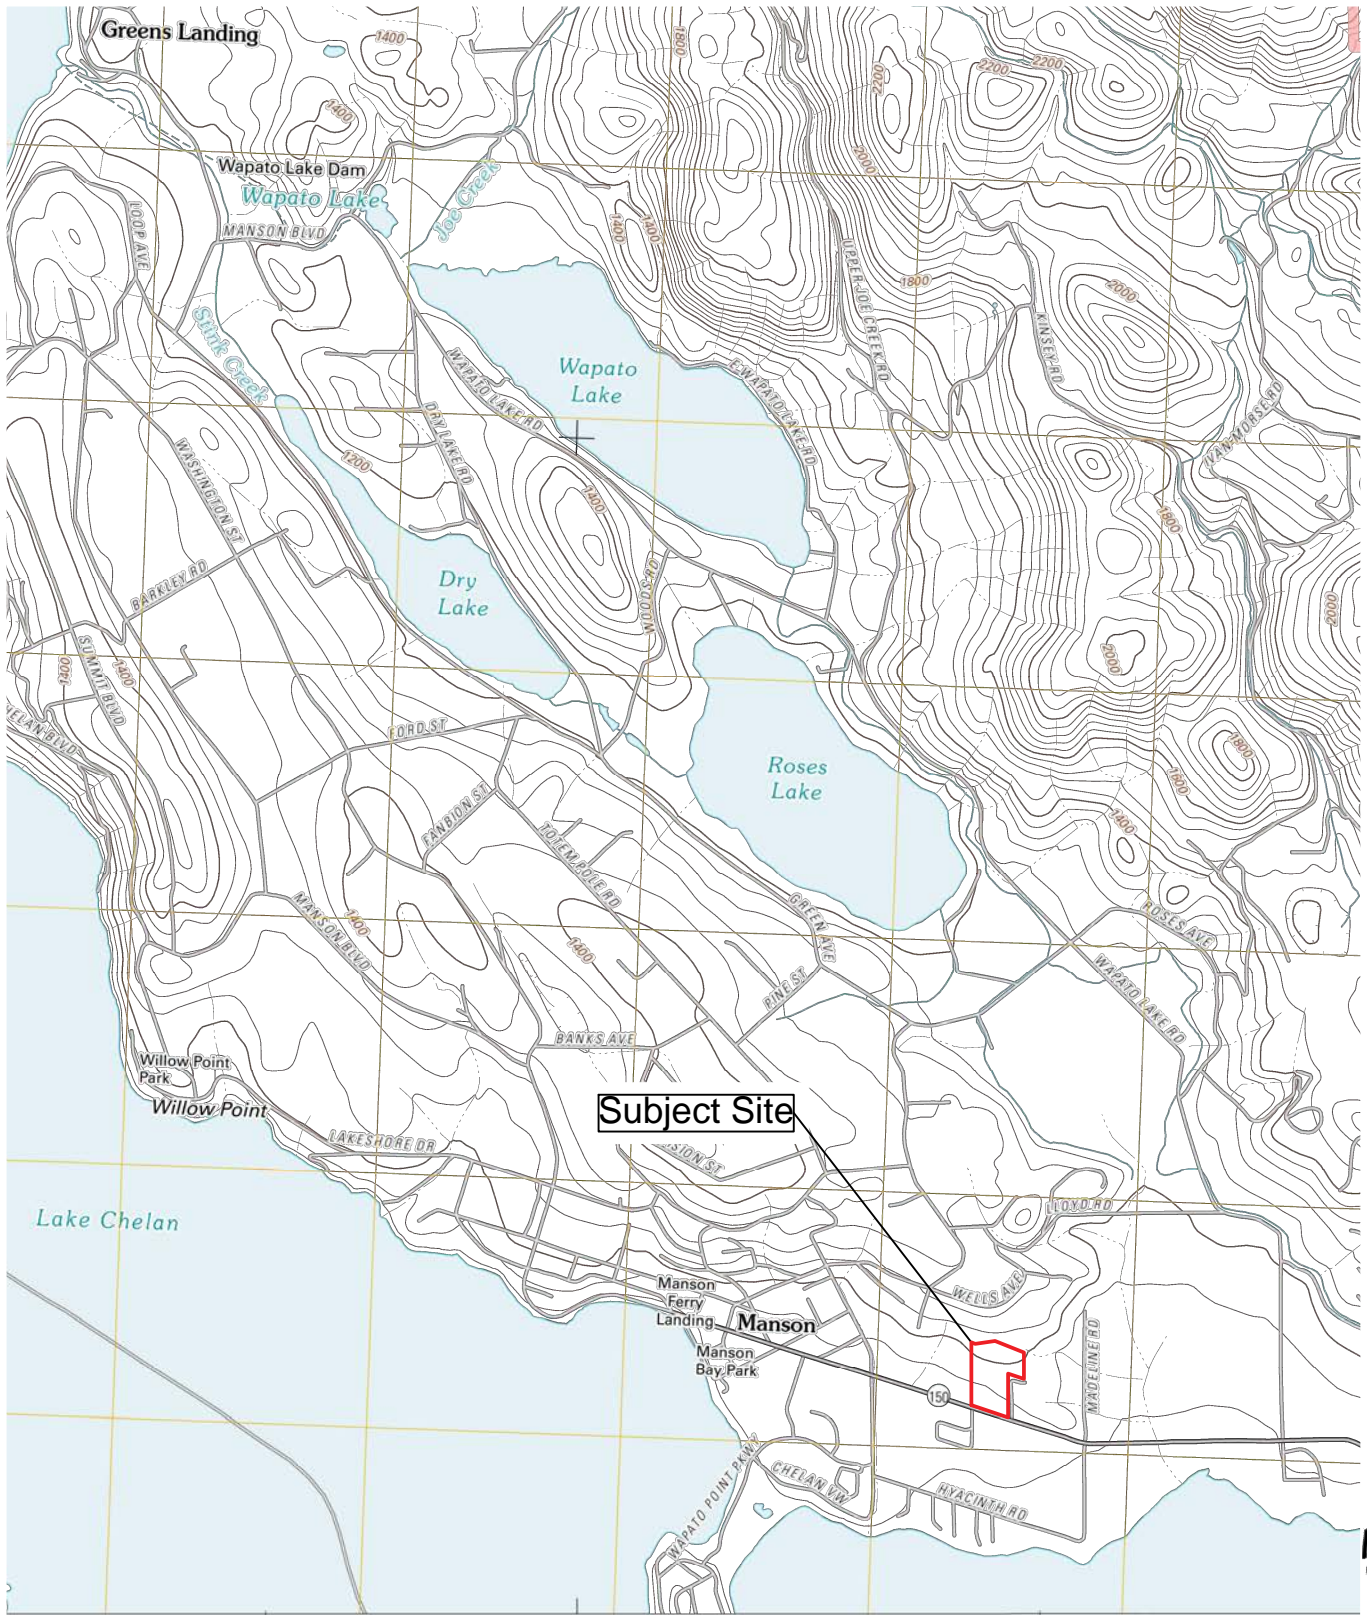 Greens Landing
1400
1800
2200
2200
2200
1400
Wapato Lake Dam
Wapato Lake
Joe Creek
2000
LOOP AVE
MANSON BLVD
1400
1400
UPPER JOE CREEK RD
1800
2000
KINSEY RD
Stink Creek
WAPATO LAKE RD
Wapato
Lake
E WAPATO LAKE RD
DRY LAKE RD
IVAN MORSE RD
WASHINGTON ST
1200
1400
1800
BARKLEY RD
Dry
Lake
WOODS RD
2000
2000
1400
1400
SUMMIT BLVD
HELAN BLVD
FORD ST
Roses
Lake
1800
1600
1400
FANBION ST
TOTEM POLE RD
MANSON BLVD
1400
1400
GREEN AVE
ROSES AVE
PINE ST
WAPATO LAKE RD
BANKS AVE
Willow Point
Park
Willow Point
Subject Site
LAKESHORE DR
SION ST
LLOYD RD
Lake Chelan
Manson
Ferry
Landing
Manson
WELLS AVE
Manson
Bay Park
150
MADELINE RD
WAPATO POINT PKWY
CHELAN VW
HYACINTH RD